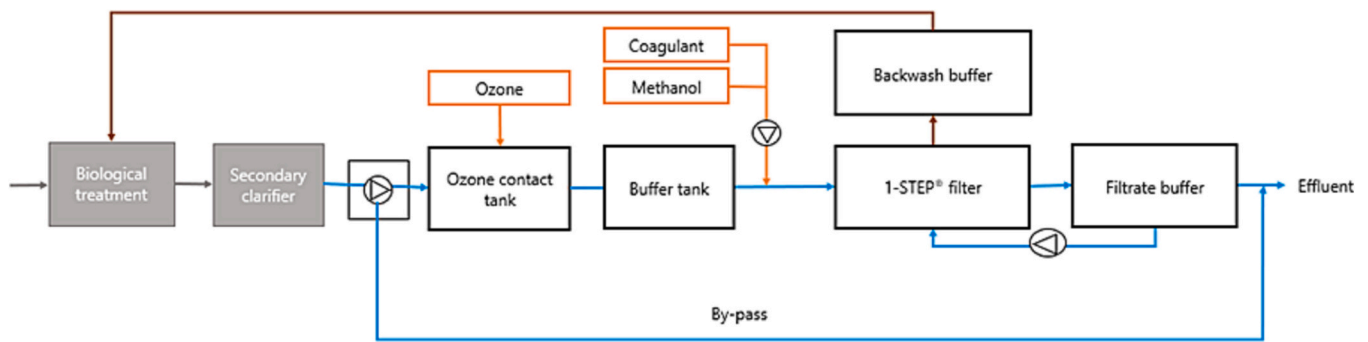 Coagulant
Methanol
Ozone
Backwash buffer
Biological
treatment
Secondary
clarifier
Ozone contact
tank
Buffer tank
1-STEP® filter
Filtrate buffer
Effluent
By-pass